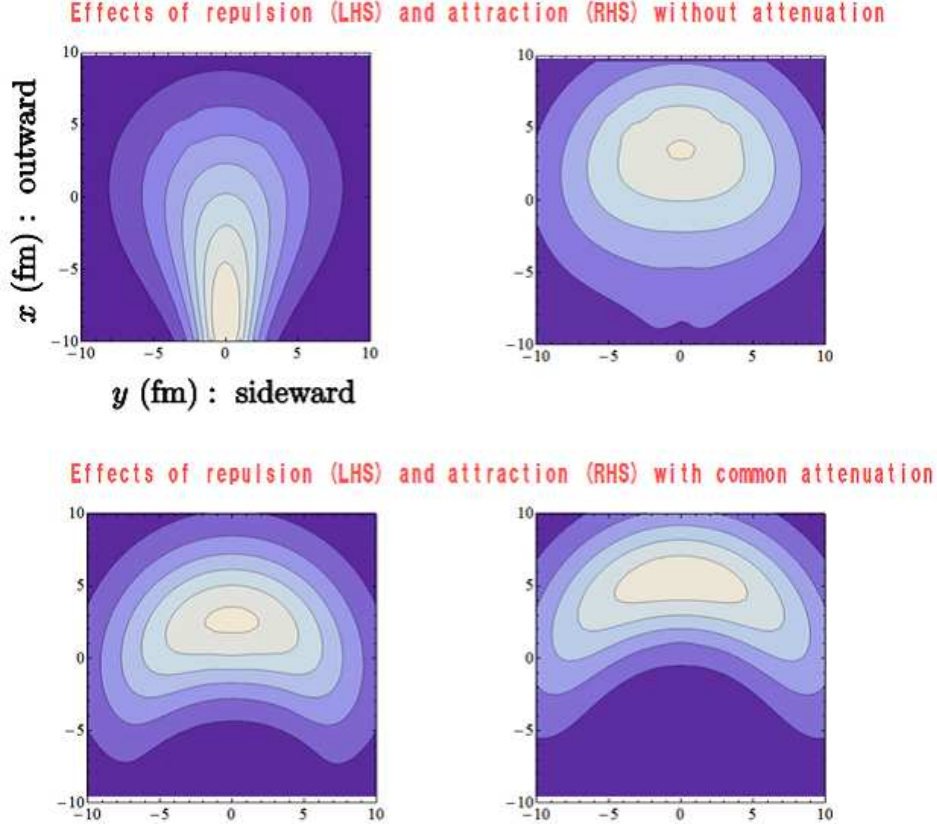 Effects of repulsion (LHS) and attraction (RHS) without attenuation
10
5
0
−5
−10
−10 −5 0 5 10
x (fm) : outward
y (fm) : sideward
10
5
0
−5
−10
−10 −5 0 5 10
Effects of repulsion (LHS) and attraction (RHS) with common attenuation
10
5
0
−5
−10
−10 −5 0 5 10
10
5
0
−5
−10
−10 −5 0 5 10